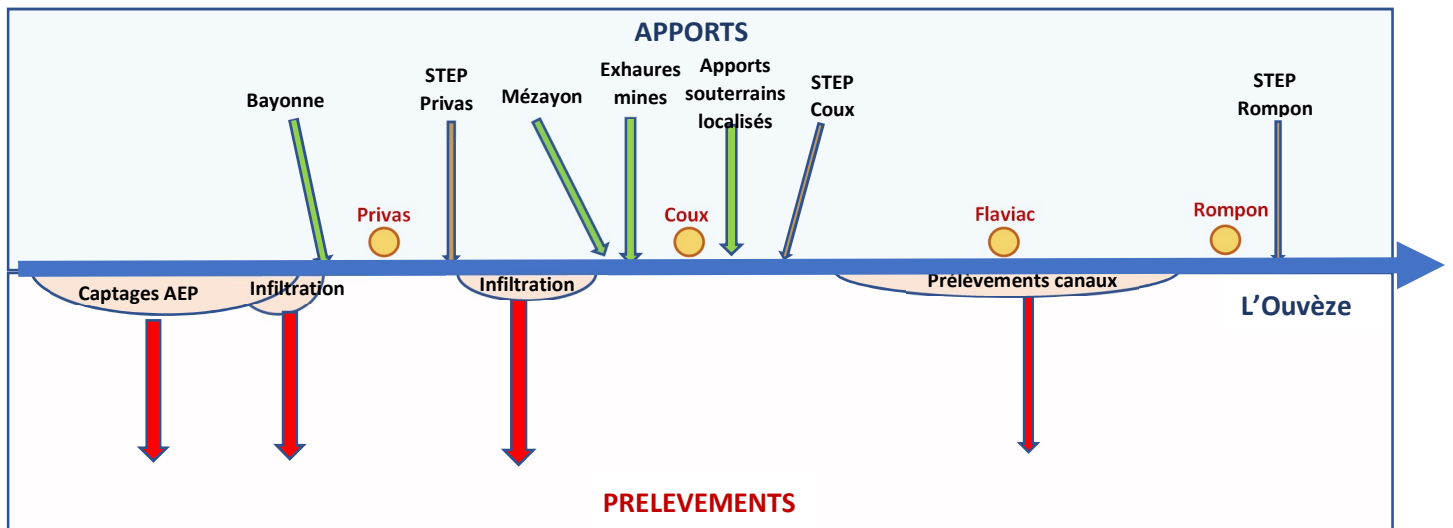 APPORTS
Bayonne
STEP
Privas
Mézayon
Exhaures
mines
Apports
souterrains
localisés
STEP
Coux
STEP
Rompon
Privas
Coux
Flaviac
Rompon
Captages AEP
Infiltration
Infiltration
Prélèvements canaux
L’Ouvèze
PRELEVEMENTS